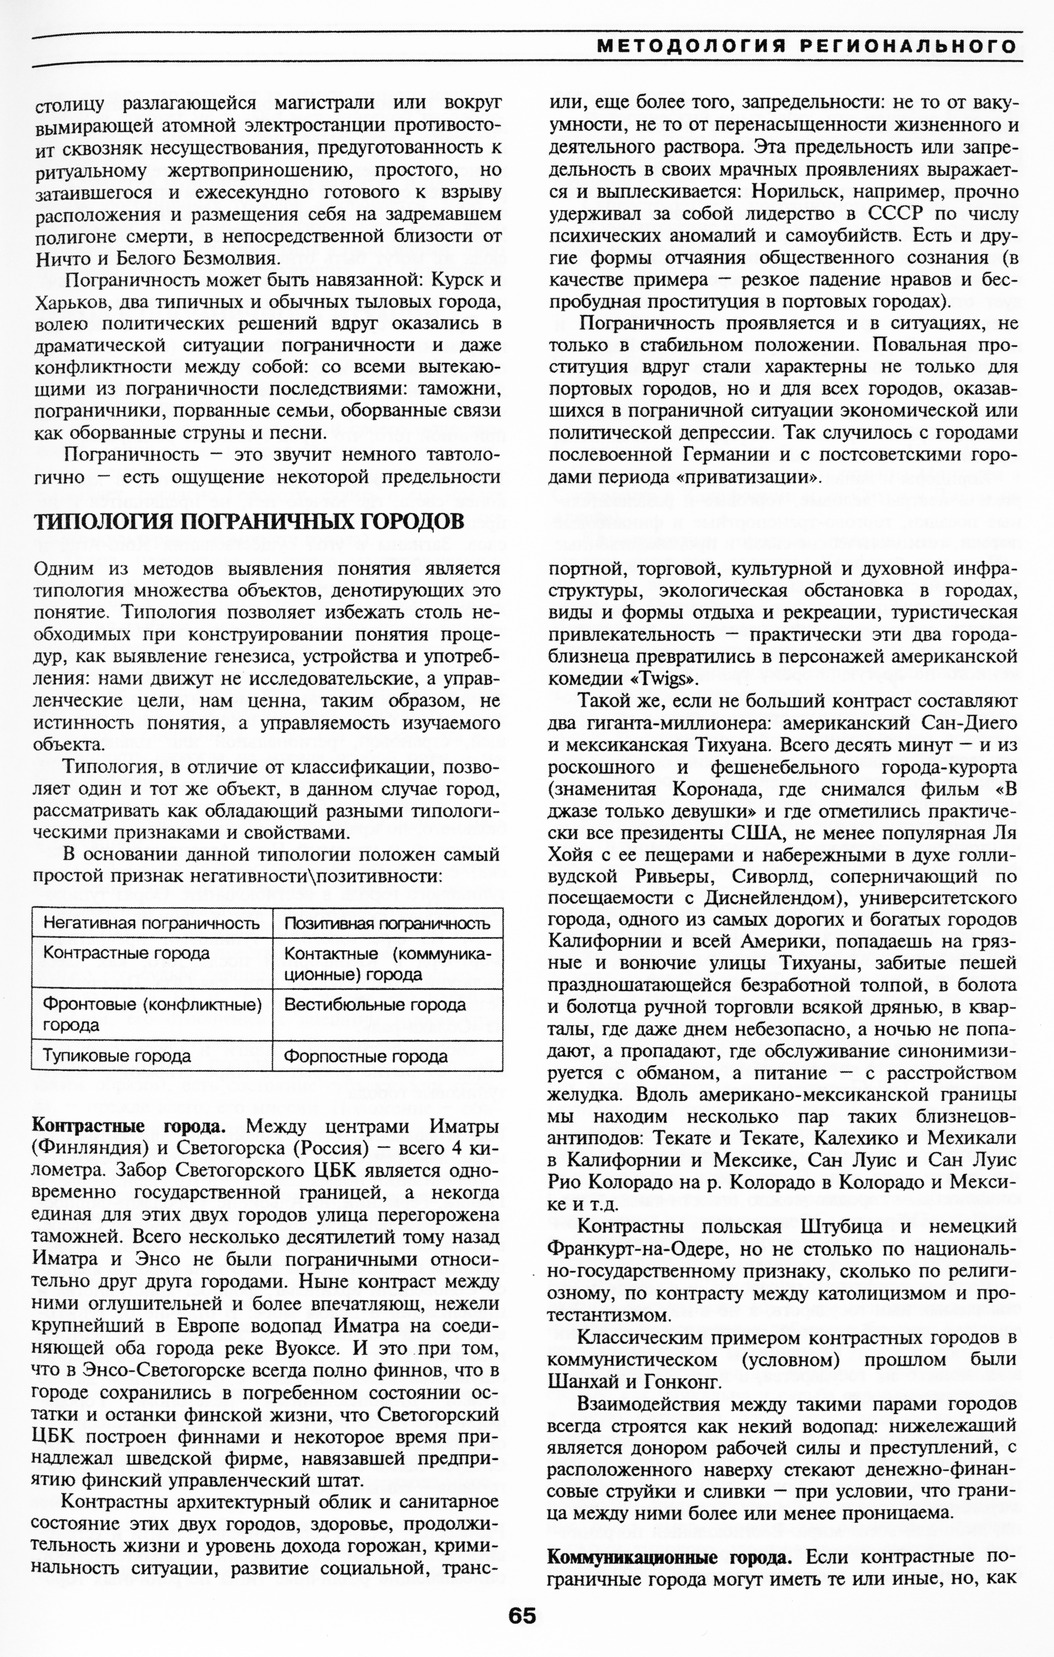 МЕТОДОЛОГИЯ РЕГИОНАЛЬНОГО
столицу разлагающейся магистрали или вокруг
вымирающей атомной электростанции противосто-
ит сквозняк несуществования, предуготованность к
ритуальному жертвоприношению, простого, но
затаившегося и ежесекундно готового к взрыву
расположения и размещения себя на задремавшем
полигоне смерти, в непосредственной близости от
Ничто и Белого Безмолвия.
Пограничность может быть навязанной: Курск и
Харьков, два типичных и обычных тыловых города,
волею политических решений вдруг оказались в
драматической ситуации пограничности и даже
конфликтности между собой: со всеми вытекаю-
щими из пограничности последствиями: таможни,
пограничники, порванные семьи, оборванные связи
как оборванные струны и песни.
Пограничность — это звучит немного тавтоло-
гично — есть ощущение некоторой предельности
или, еще более того, запредельности: не то от ваку-
умности, не то от перенасыщенности жизненного и
деятельного раствора. Эта предельность или запре-
дельность в своих мрачных проявлениях выражает-
ся и выплескивается: Норильск, например, прочно
удерживал за собой лидерство в СССР по числу
психических аномалий и самоубийств. Есть и дру-
гие формы отчаяния общественного сознания (в
качестве примера — резкое падение нравов и бес-
пробудная проституция в портовых городах).
Пограничность проявляется и в ситуациях, не
только в стабильном положении. Повальная про-
ституция вдруг стали характерны не только для
портовых городов, но и для всех городов, оказав-
шихся в пограничной ситуации экономической или
политической депрессии. Так случилось с городами
послевоенной Германии и с постсоветскими горо-
дами периода «приватизации».
ТИПОЛОГИЯ ПОГРАНИЧНЫХ ГОРОДОВ
Одним из методов выявления понятия является
типология множества объектов, денотирующих это
понятие. Типология позволяет избежать столь не-
обходимых при конструировании понятия проце-
дур, как выявление генезиса, устройства и употреб-
ления: нами движут не исследовательские, а управ-
ленческие цели, нам ценна, таким образом, не
истинность понятия, а управляемость изучаемого
объекта.
Типология, в отличие от классификации, позво-
ляет один и тот же объект, в данном случае город,
рассматривать как обладающий разными типологи-
ческими признаками и свойствами.
В основании данной типологии положен самый
простой признак негативности\позитивности:
Негативная пограничность Позитивная пограничность
Контрастные города Контактные (коммуника-
ционные) города
Фронтовые (конфликтные) Вестибюльные города
города
Тупиковые города Форпостные города
Контрастные города. Между центрами Иматры
(Финляндия) и Светогорска (Россия) — всего 4 ки-
лометра. Забор Светогорского ЦБК является одно-
временно государственной границей, а некогда
единая для этих двух городов улица перегорожена
таможней. Всего несколько десятилетий тому назад
Иматра и Энсо не были пограничными относи-
тельно друг друга городами. Ныне контраст между
ними оглушительней и более впечатляющ, нежели
крупнейший в Европе водопад Иматра на соеди-
няющей оба города реке Вуоксе. И это при том,
что в Энсо-Светогорске всегда полно финнов, что в
городе сохранились в погребенном состоянии ос-
татки и останки финской жизни, что Светогорский
ЦБК построен финнами и некоторое время при-
надлежал шведской фирме, навязавшей предпри-
ятию финский управленческий штат.
Контрастны архитектурный облик и санитарное
состояние этих двух городов, здоровье, продолжи-
тельность жизни и уровень дохода горожан, крими-
нальность ситуации, развитие социальной, транс-
портной, торговой, культурной и духовной инфра-
структуры, экологическая обстановка в городах,
виды и формы отдыха и рекреации, туристическая
привлекательность — практически эти два города-
близнеца превратились в персонажей американской
комедии «Twigs».
Такой же, если не больший контраст составляют
два гиганта-миллионера: американский Сан-Диего
и мексиканская Тихуана. Всего десять минут — и из
роскошного и фешенебельного города-курорта
(знаменитая Коронада, где снимался фильм «В
джазе только девушки» и где отметились практиче-
ски все президенты США, не менее популярная Ля
Хойя с ее пещерами и набережными в духе голли-
вудской Ривьеры, Сиворлд, соперничающий по
посещаемости с Диснейлендом), университетского
города, одного из самых дорогих и богатых городов
Калифорнии и всей Америки, попадаешь на гряз-
ные и вонючие улицы Тихуаны, забитые пешей
праздношатающейся безработной толпой, в болота
и болотца ручной торговли всякой дрянью, в квар-
талы, где даже днем небезопасно, а ночью не попа-
дают, а пропадают, где обслуживание синонимизи-
руется с обманом, а питание — с расстройством
желудка. Вдоль американо-мексиканской границы
мы находим несколько пар таких близнецов-
антиподов: Текате и Текате, Калехико и Мехикали
в Калифорнии и Мексике, Сан Луис и Сан Луис
Рио Колорадо на р. Колорадо в Колорадо и Мекси-
ке и т.д.
Контрастны польская Штубица и немецкий
Франкурт-на-Одере, но не столько по националь-
но-государственному признаку, сколько по религи-
озному, по контрасту между католицизмом и про-
тестантизмом.
Классическим примером контрастных городов в
коммунистическом (условном) прошлом были
Шанхай и Гонконг.
Взаимодействия между такими парами городов
всегда строятся как некий водопад: нижележащий
является донором рабочей силы и преступлений, с
расположенного наверху стекают денежно-финан-
совые струйки и сливки — при условии, что грани-
ца между ними более или менее проницаема.
Коммуникационные города. Если контрастные по-
граничные города могут иметь те или иные, но, как
65